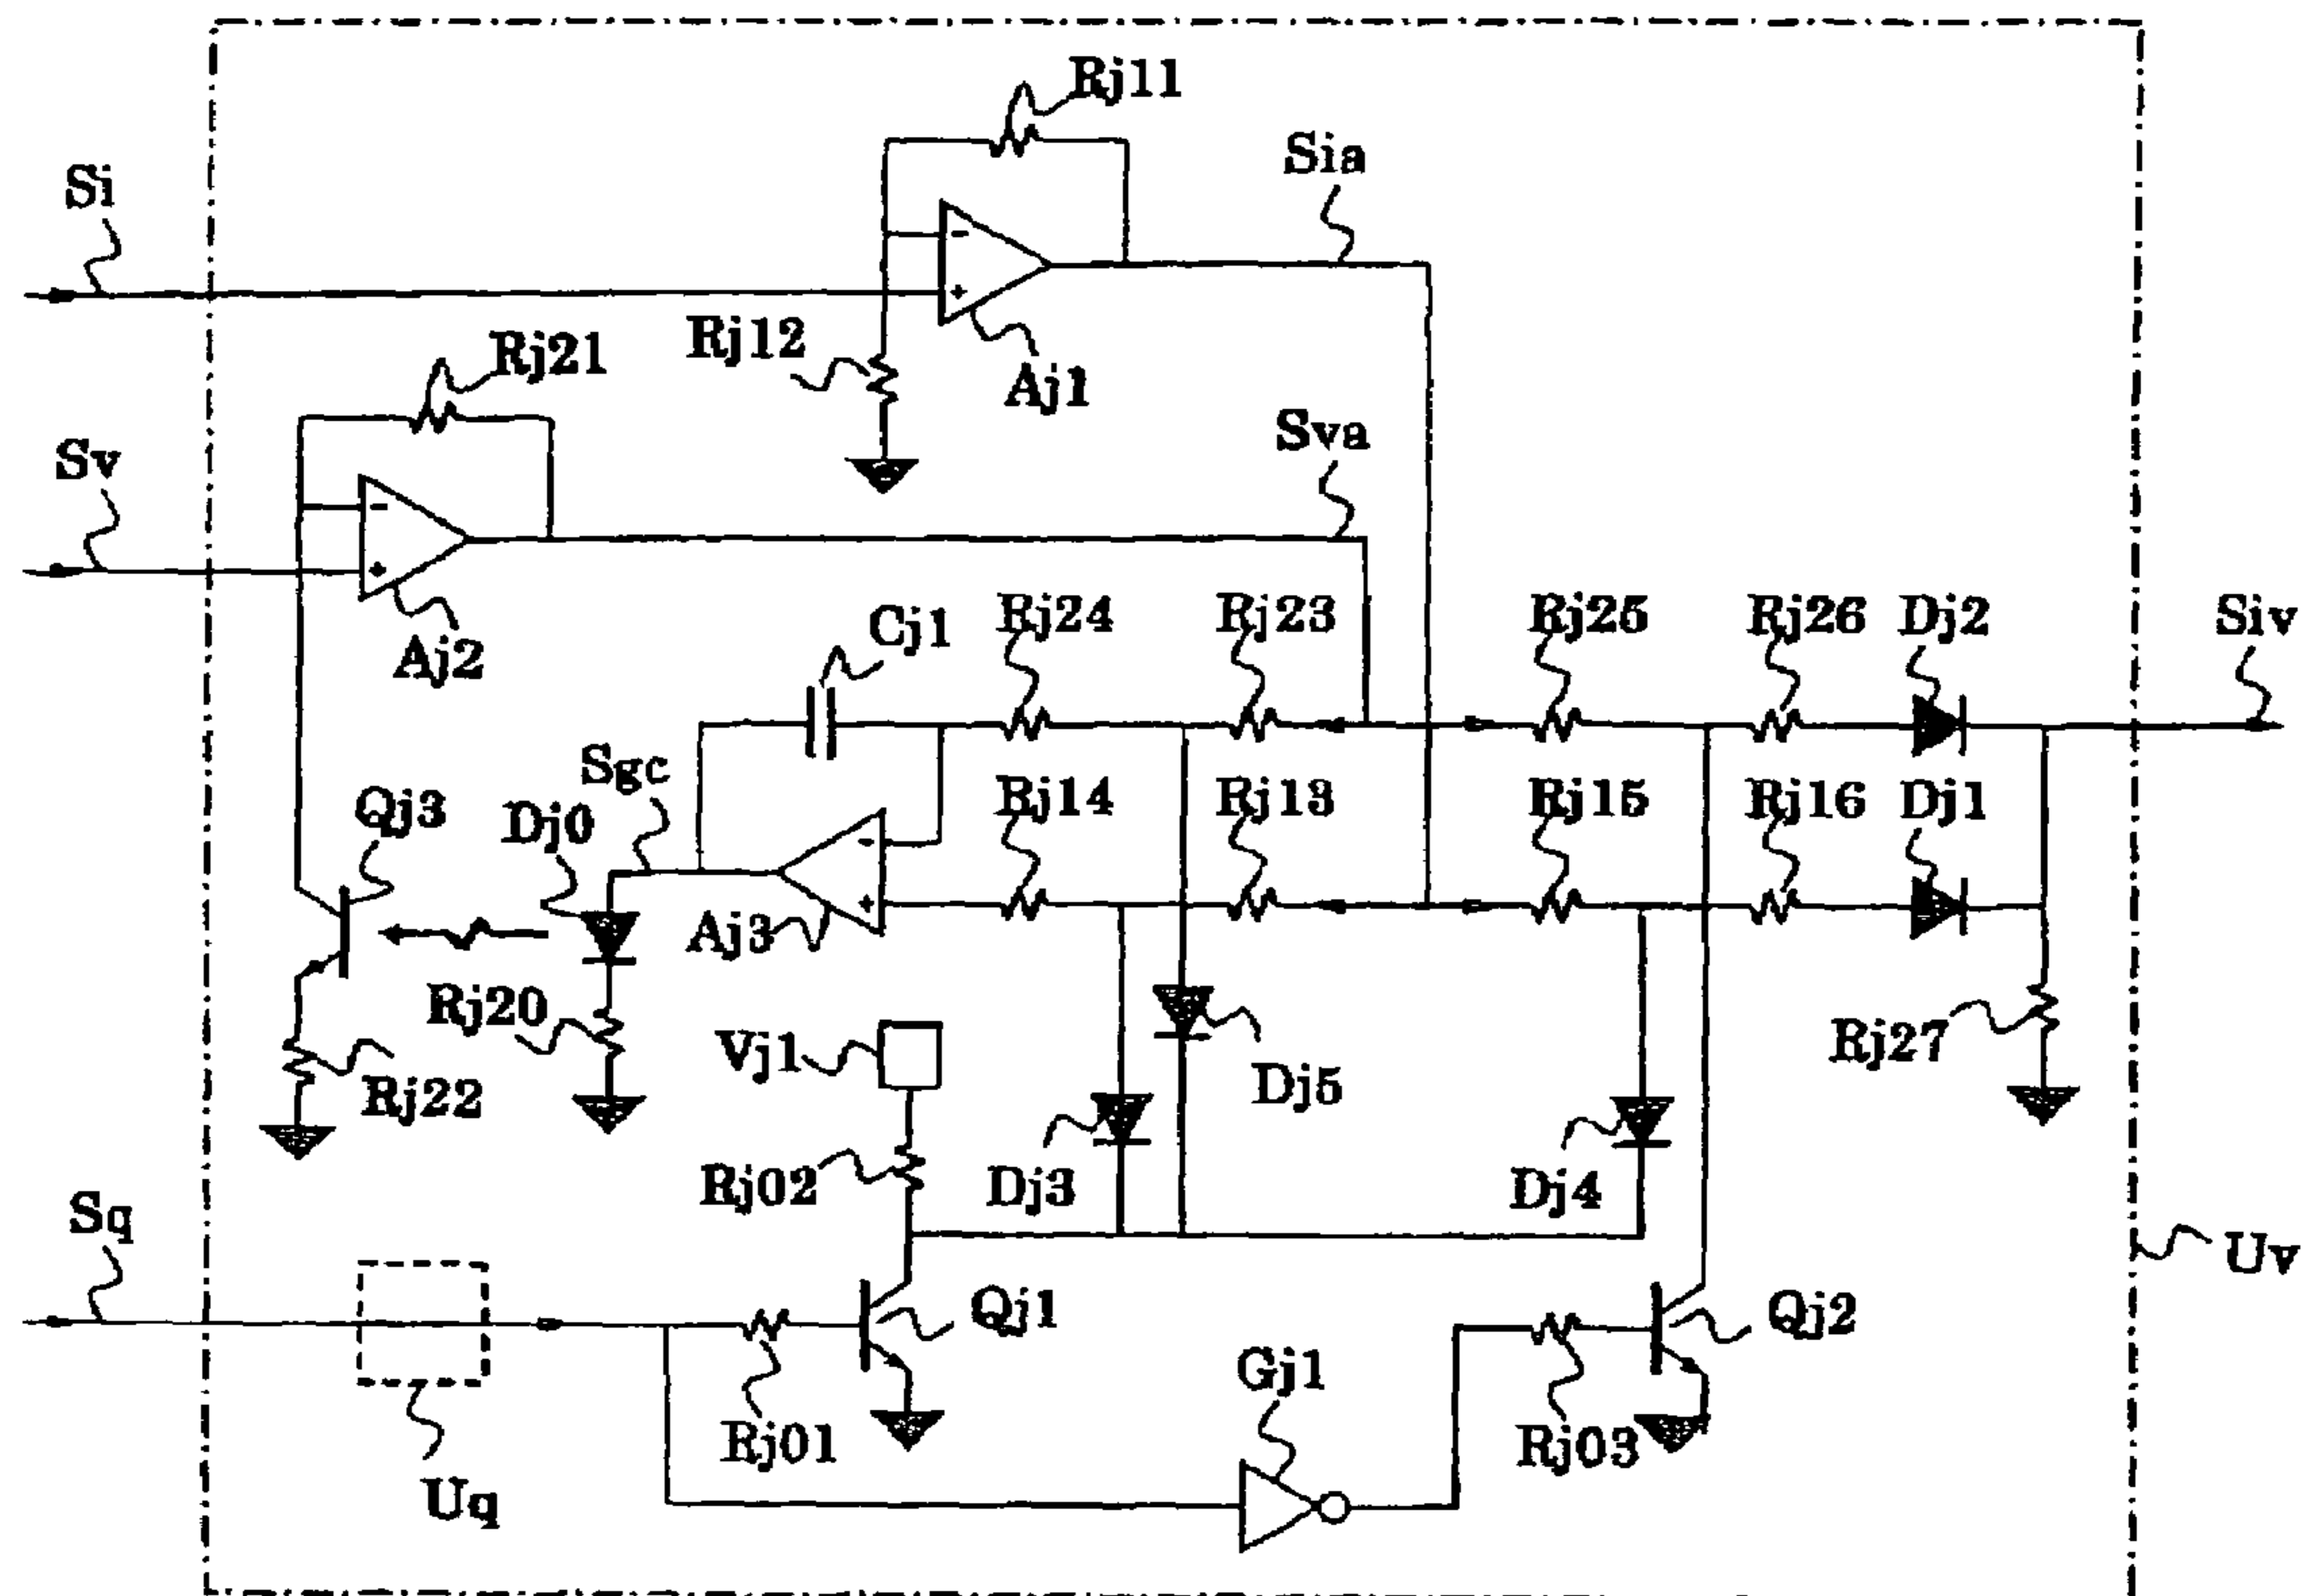 Rj11
Sia
Si
Rj12
Aj1
Rj21
Sva
Sv
Aj2
Cj1
Rj24
Rj23
Rj25
Rj26
Dj2
Siv
Sgc
Qj3
Dj0
Rj14
Rj13
Rj15
Rj16
Dj1
Aj3
Rj20
Vj1
Rj22
Dj5
Rj27
Rj02
Dj3
Dj4
Sq
Uv
Qj1
Qj2
Gj1
Rj01
Rj03
Uq